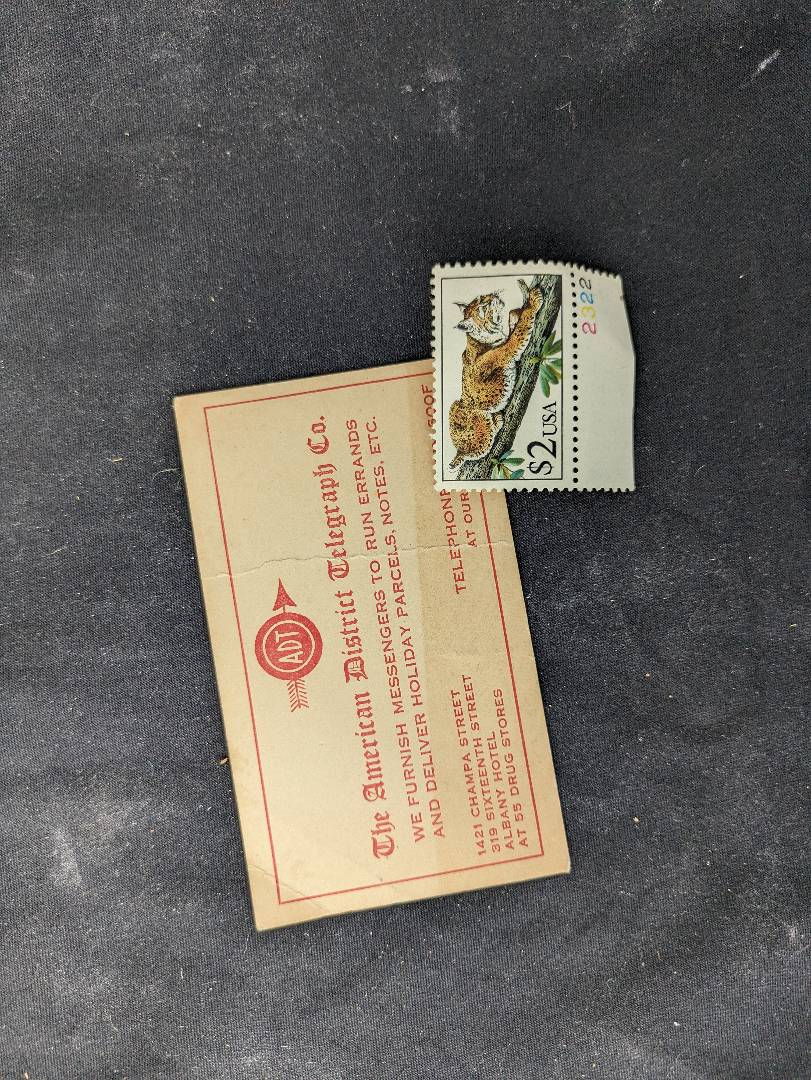 ADT
The American District Telegraph Co.
WE FURNISH MESSENGERS TO RUN ERRANDS
AND DELIVER HOLIDAY PARCELS, NOTES, ETC.
1421 CHAMPA STREET
319 SIXTEENTH STREET
ALBANY HOTEL
AT 55 DRUG STORES
AT OUR
$2 USA
2322